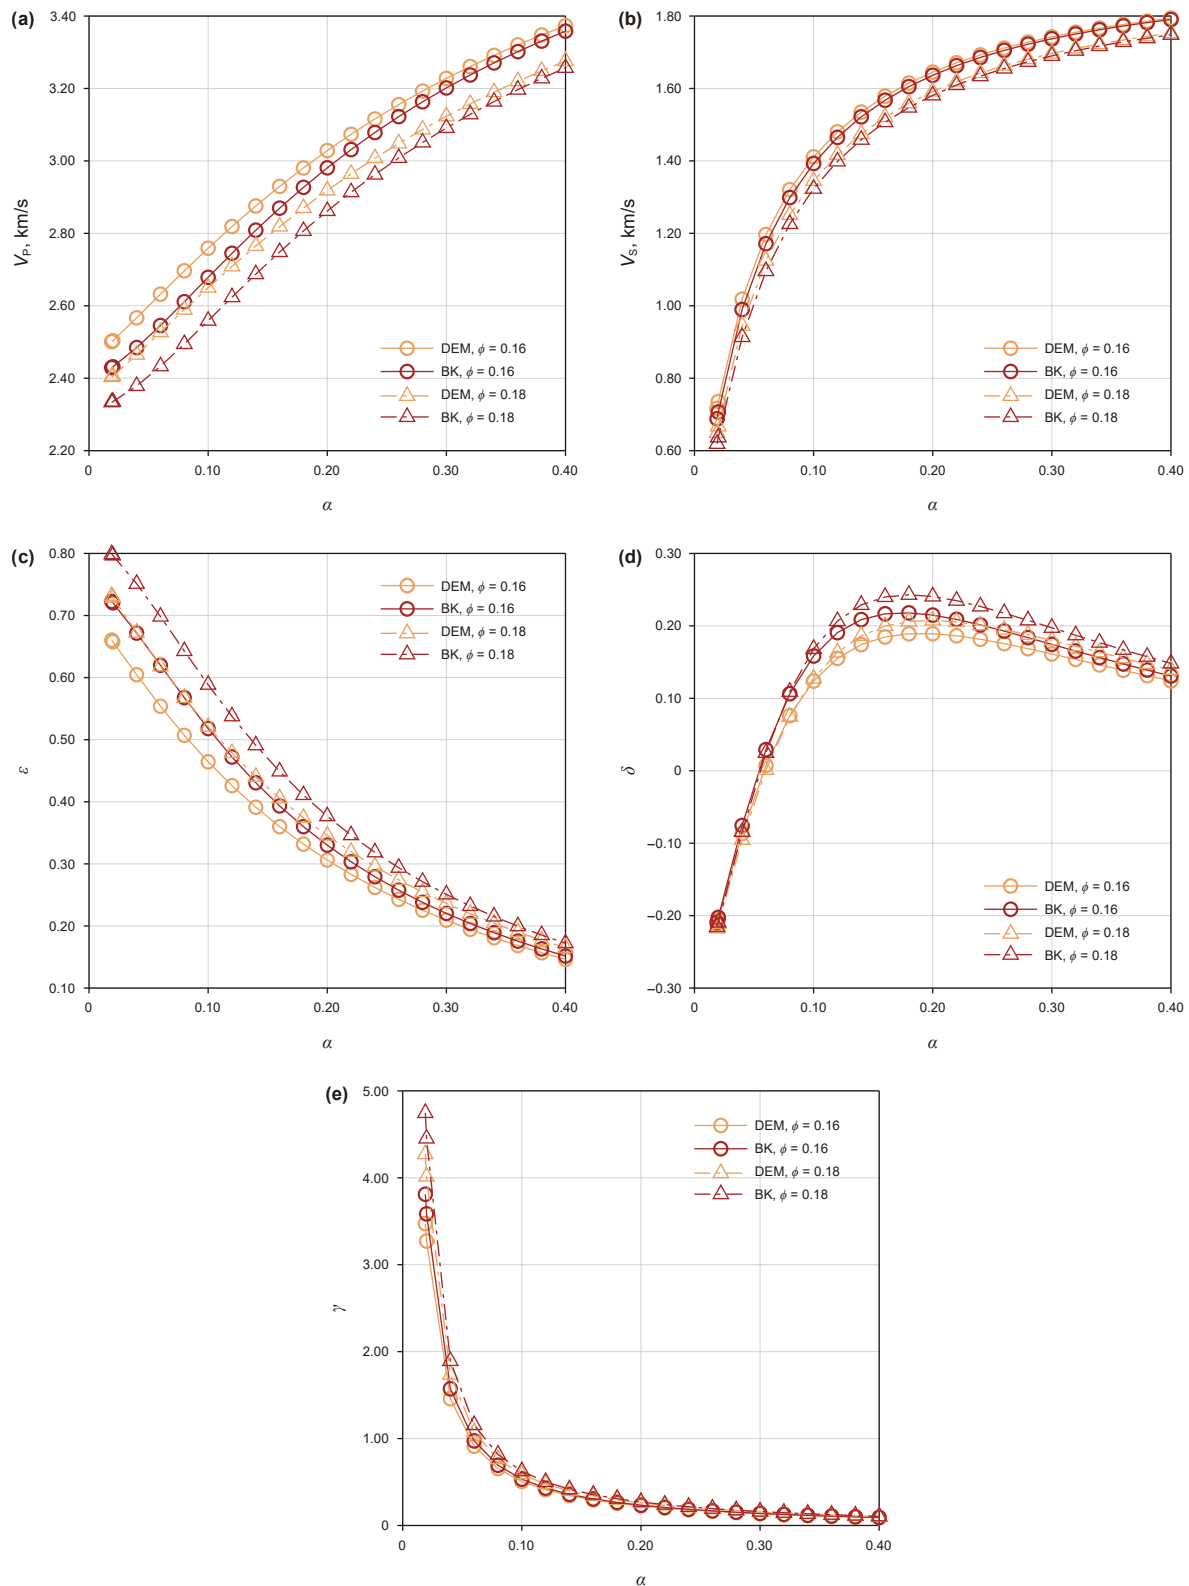 (a)
3.40
3.20
3.00
2.80
2.60
2.40
2.20
V_P, km/s
DEM, ϕ = 0.16
BK, ϕ = 0.16
DEM, ϕ = 0.18
BK, ϕ = 0.18
0 0.10 0.20 0.30 0.40
α
(b)
1.80
1.60
1.40
1.20
1.00
0.80
0.60
V_S, km/s
DEM, ϕ = 0.16
BK, ϕ = 0.16
DEM, ϕ = 0.18
BK, ϕ = 0.18
0 0.10 0.20 0.30 0.40
α
(c)
0.80
0.70
0.60
0.50
0.40
0.30
0.20
0.10
ε
DEM, ϕ = 0.16
BK, ϕ = 0.16
DEM, ϕ = 0.18
BK, ϕ = 0.18
0 0.10 0.20 0.30 0.40
α
(d)
0.30
0.20
0.10
0
−0.10
−0.20
−0.30
δ
DEM, ϕ = 0.16
BK, ϕ = 0.16
DEM, ϕ = 0.18
BK, ϕ = 0.18
0 0.10 0.20 0.30 0.40
α
(e)
5.00
4.00
3.00
2.00
1.00
0
γ
DEM, ϕ = 0.16
BK, ϕ = 0.16
DEM, ϕ = 0.18
BK, ϕ = 0.18
0 0.10 0.20 0.30 0.40
α